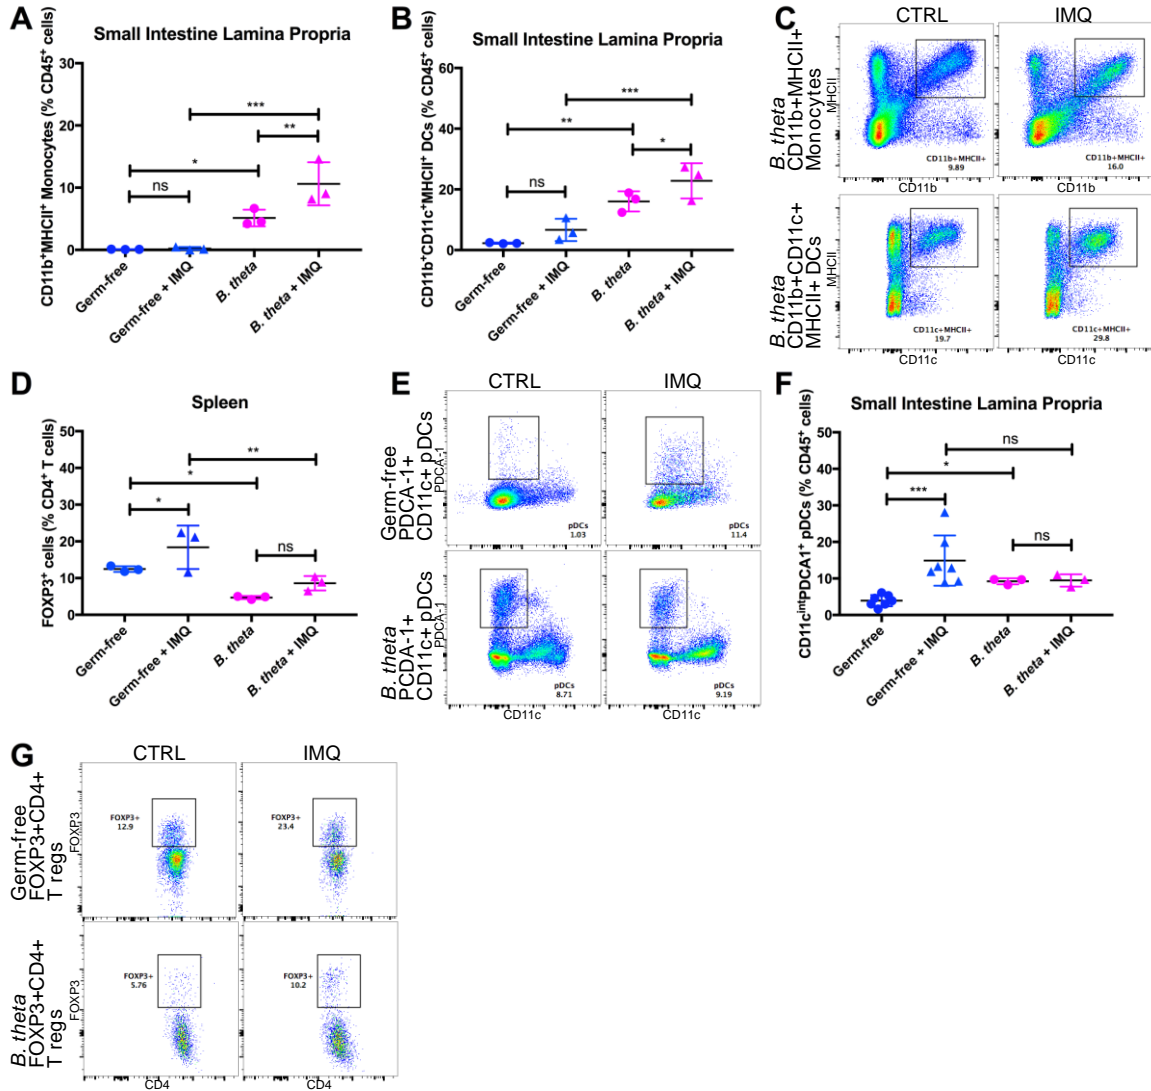 A
Small Intestine Lamina Propria
CD11b+MHCII+ Monocytes (% CD45+ cells)
30
20
10
0
***
**
*
ns
Germ-free
Germ-free + IMQ
B. theta
B. theta + IMQ
B
Small Intestine Lamina Propria
CD11b+CD11c+MHCII+ DCs (% CD45+ cells)
60
40
20
0
***
**
*
ns
Germ-free
Germ-free + IMQ
B. theta
B. theta + IMQ
C
CTRL
IMQ
B. theta
CD11b+MHCII+
Monocytes
MHCII
CD11b+MHCII+
9.89
CD11b
CD11b+MHCII+
16.0
CD11b
B. theta
CD11b+CD11c+
MHCII+ DCs
MHCII
CD11c+MHCII+
19.7
CD11c
CD11c+MHCII+
29.8
CD11c
D
Spleen
FOXP3+ cells (% CD4+ T cells)
50
40
30
20
10
0
**
*
*
ns
Germ-free
Germ-free + IMQ
B. theta
B. theta + IMQ
E
CTRL
IMQ
Germ-free
PDCA-1+
CD11c+ pDCs
PDCA-1
pDCs
1.03
pDCs
11.4
B. theta
PCDA-1+
CD11c+ pDCs
PDCA-1
pDCs
8.71
CD11c
pDCs
9.19
CD11c
F
Small Intestine Lamina Propria
CD11cintPDCA1+ pDCs (% CD45+ cells)
50
40
30
20
10
0
ns
*
***
ns
Germ-free
Germ-free + IMQ
B. theta
B. theta + IMQ
G
CTRL
IMQ
Germ-free
FOXP3+CD4+
T regs
FOXP3
FOXP3+
12.9
FOXP3+
23.4
B. theta
FOXP3+CD4+
T regs
FOXP3
FOXP3+
5.76
CD4
FOXP3+
10.2
CD4